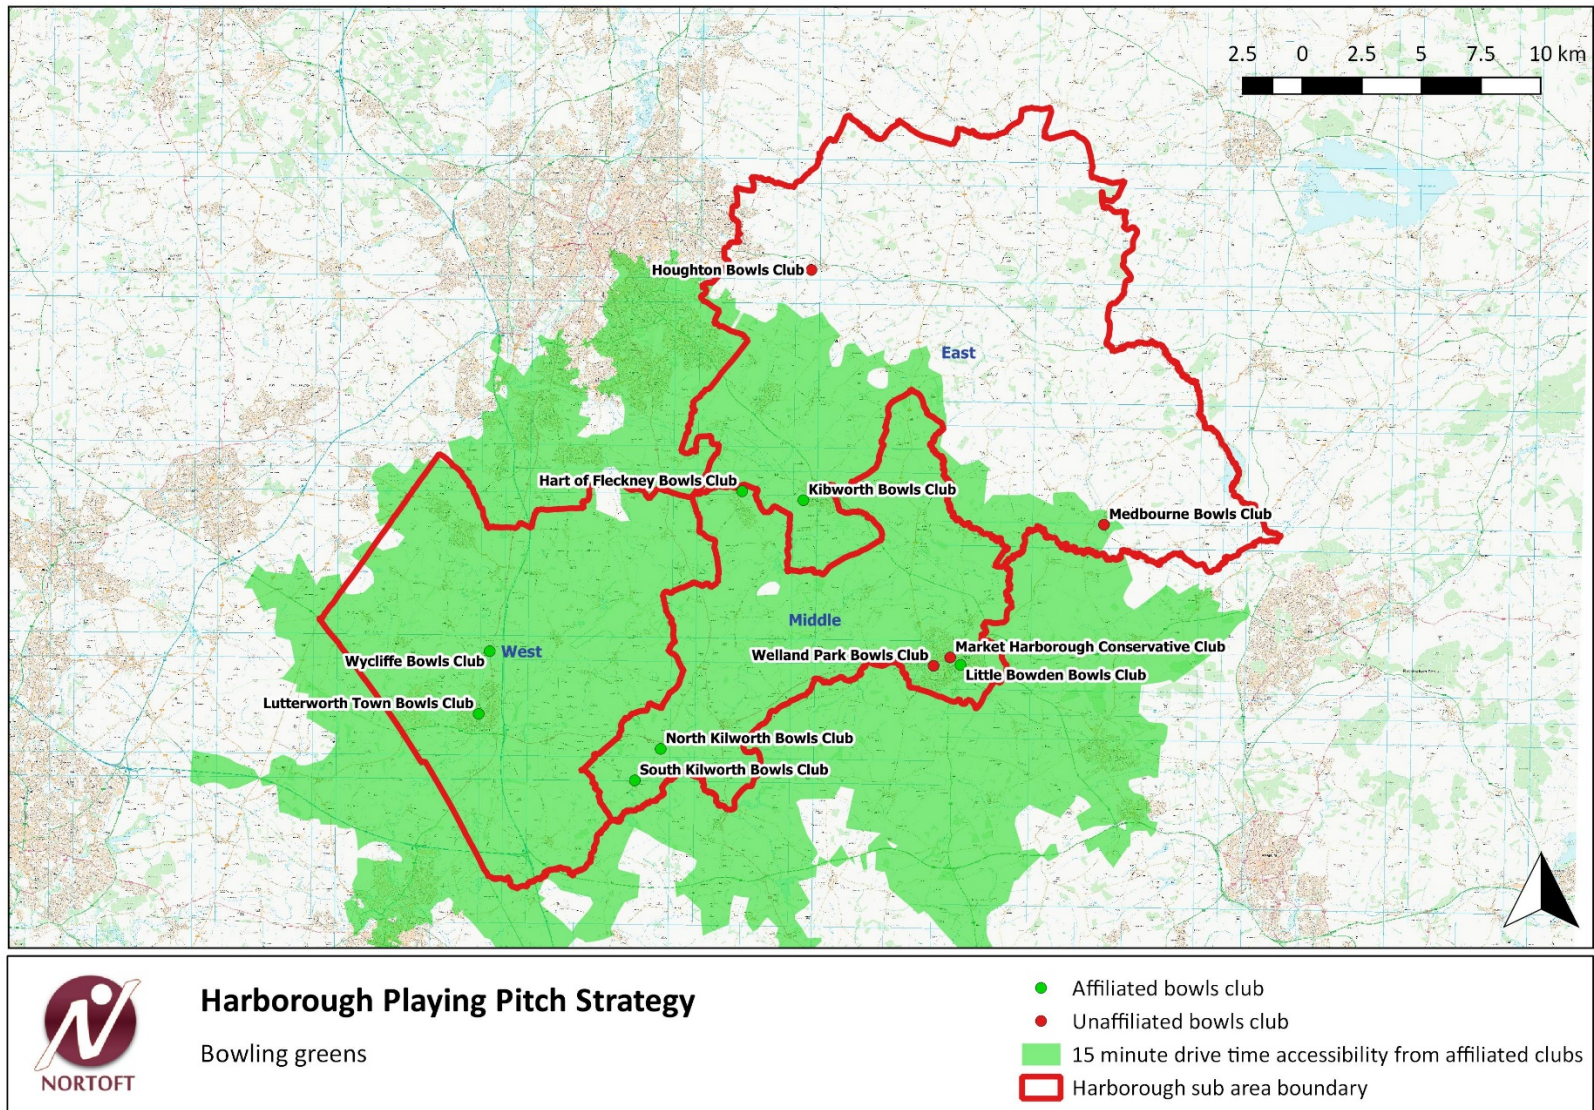 2.5 0 2.5 5 7.5 10 km
Houghton Bowls Club
East
Hart of Fleckney Bowls Club
Kibworth Bowls Club
Medbourne Bowls Club
Middle
Wycliffe Bowls Club
West
Welland Park Bowls Club
Market Harborough Conservative Club
Little Bowden Bowls Club
Lutterworth Town Bowls Club
North Kilworth Bowls Club
South Kilworth Bowls Club
NORTOFT
Harborough Playing Pitch Strategy
Bowling greens
Affiliated bowls club
Unaffiliated bowls club
15 minute drive time accessibility from affiliated clubs
Harborough sub area boundary